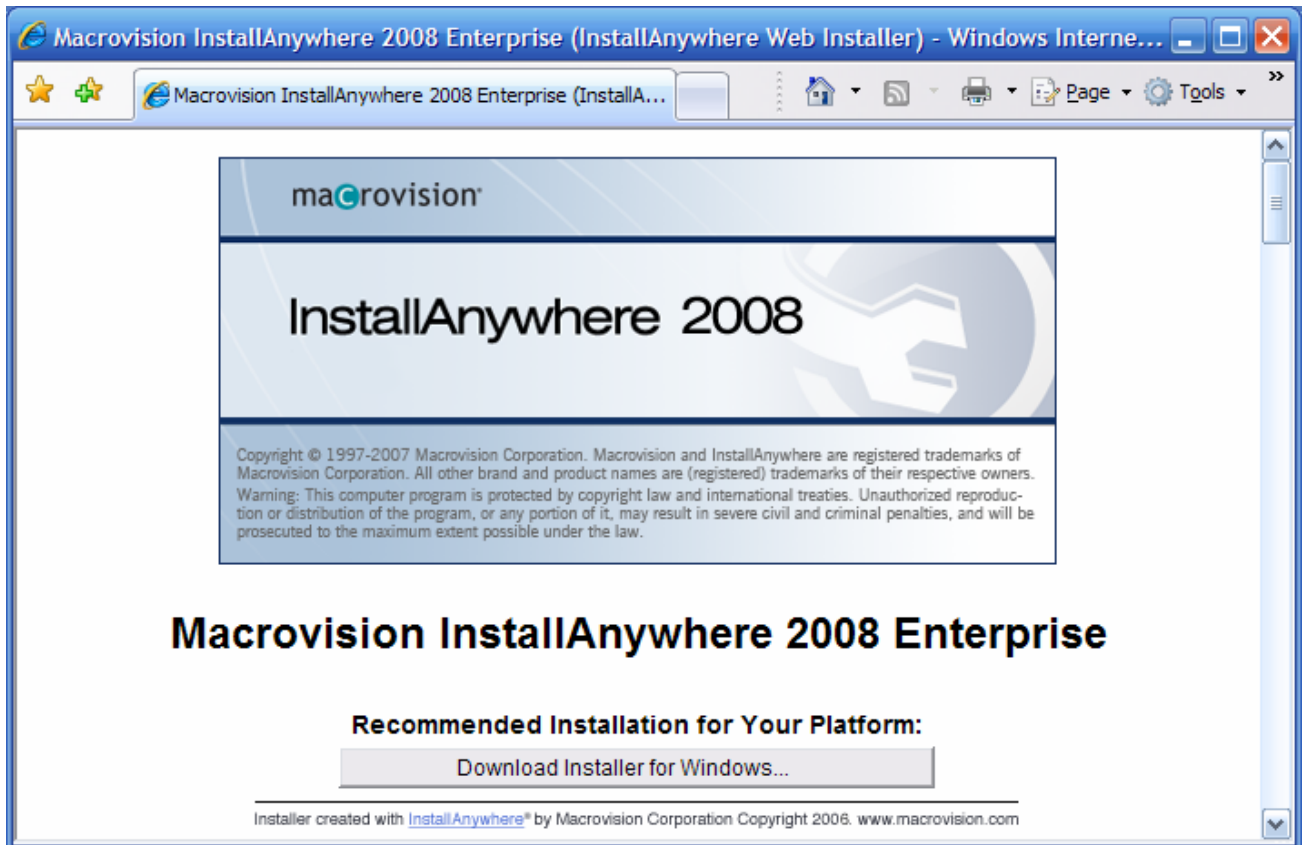 Macrovision InstallAnywhere 2008 Enterprise (InstallAnywhere Web Installer) - Windows Interne...
Macrovision InstallAnywhere 2008 Enterprise (InstallA...
Page
Tools
»
macrovision
InstallAnywhere 2008
Copyright © 1997-2007 Macrovision Corporation. Macrovision and InstallAnywhere are registered trademarks of
Macrovision Corporation. All other brand and product names are (registered) trademarks of their respective owners.
Warning: This computer program is protected by copyright law and international treaties. Unauthorized reproduc-
tion or distribution of the program, or any portion of it, may result in severe civil and criminal penalties, and will be
prosecuted to the maximum extent possible under the law.
Macrovision InstallAnywhere 2008 Enterprise
Recommended Installation for Your Platform:
Download Installer for Windows...
Installer created with InstallAnywhere® by Macrovision Corporation Copyright 2006. www.macrovision.com